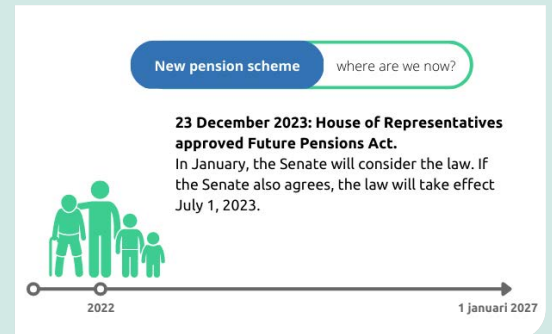 New pension scheme where are we now?
23 December 2023: House of Representatives
approved Future Pensions Act.
In January, the Senate will consider the law. If
the Senate also agrees, the law will take effect
July 1, 2023.
2022 1 januari 2027